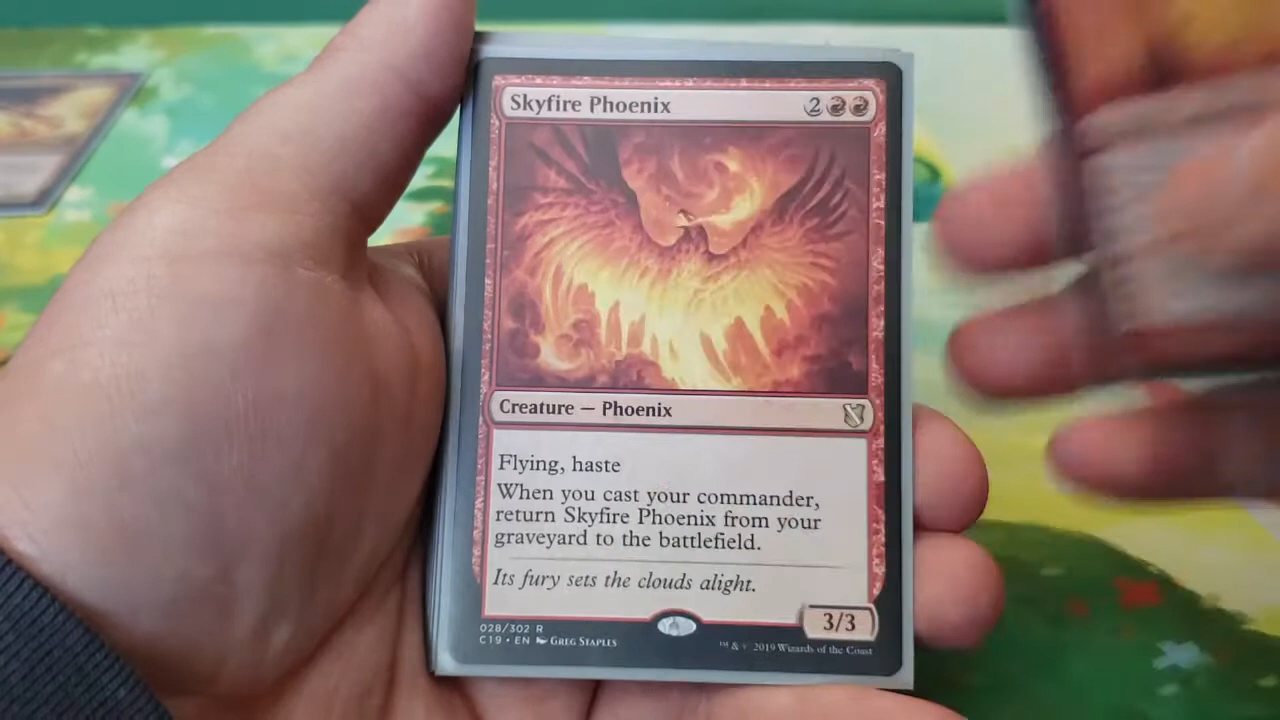 Skyfire Phoenix 2
Creature — Phoenix
Flying, haste
When you cast your commander,
return Skyfire Phoenix from your
graveyard to the battlefield.
Its fury sets the clouds alight.
3/3
028/302 R
C19 • EN Greg Staples
™ & © 2019 Wizards of the Coast